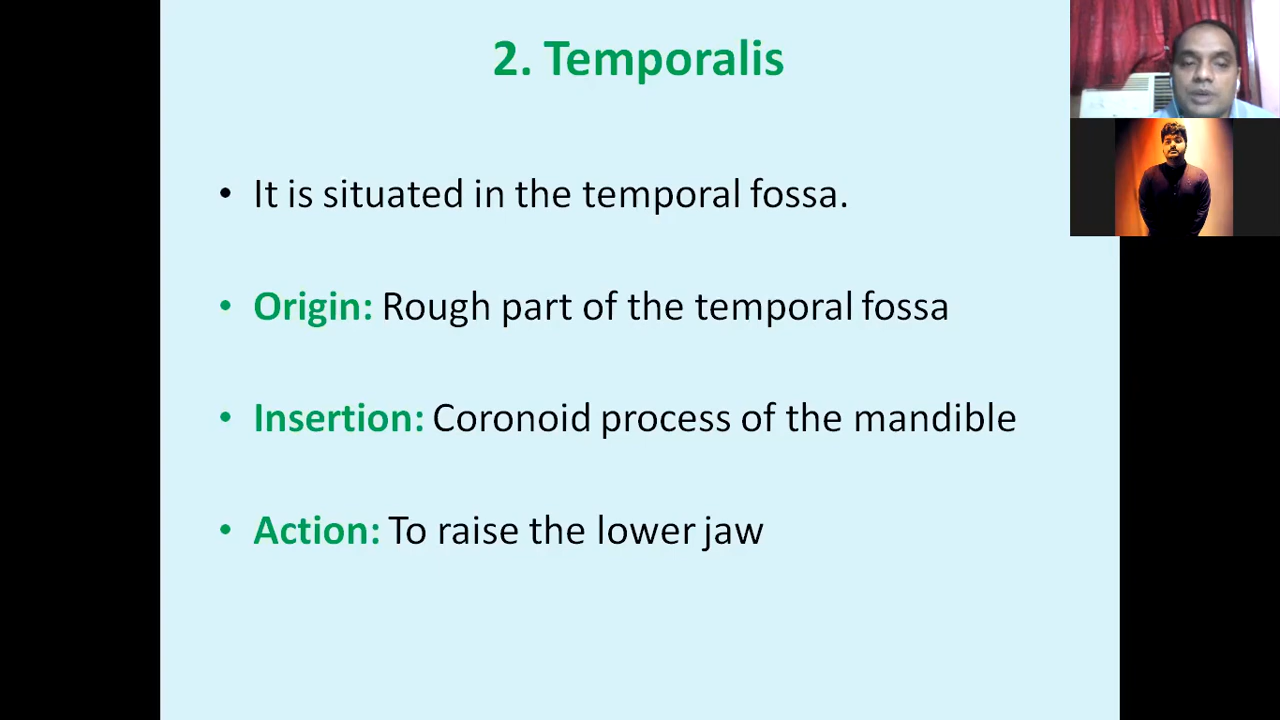 2. Temporalis
• It is situated in the temporal fossa.
• Origin: Rough part of the temporal fossa
• Insertion: Coronoid process of the mandible
• Action: To raise the lower jaw